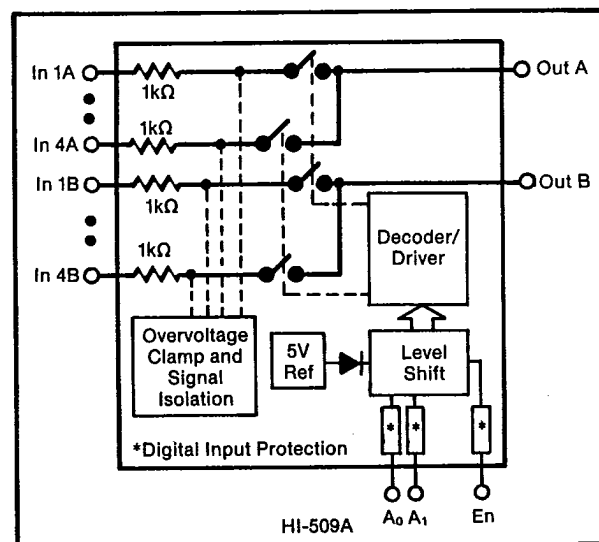 In 1A
1kΩ
Out A
1kΩ
In 4A
In 1B
1kΩ
Out B
1kΩ
In 4B
Decoder/
Driver
Overvoltage
Clamp and
Signal
Isolation
5V
Ref
Level
Shift
*
*
*
*Digital Input Protection
A₀ A₁ En
HI-509A